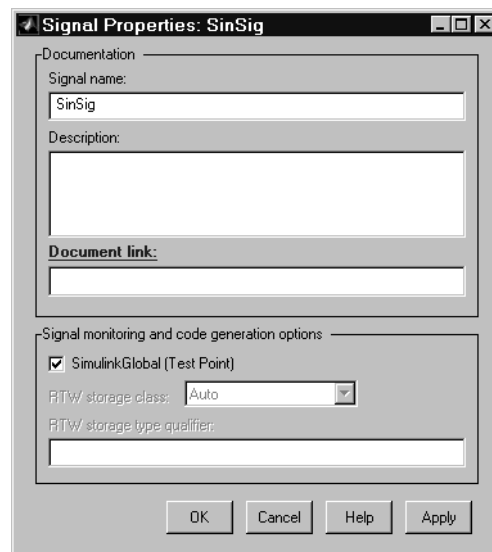 Signal Properties: SinSig
Documentation
Signal name:
SinSig
Description:
Document link:
Signal monitoring and code generation options
SimulinkGlobal (Test Point)
RTW storage class: Auto
RTW storage type qualifier:
OK Cancel Help Apply